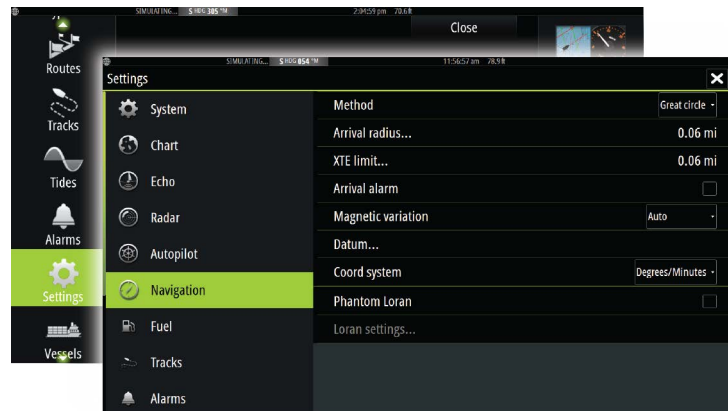 SIMULATING... S HDG 305 °M 2:04:59 pm 70.6 ft
Close
Routes
Tracks
Tides
Alarms
Settings
Vessels
SIMULATING... S HDG 054 °M 11:56:57 am 78.9 ft
Settings
System
Chart
Echo
Radar
Autopilot
Navigation
Fuel
Tracks
Alarms
Method Great circle
Arrival radius... 0.06 mi
XTE limit... 0.06 mi
Arrival alarm
Magnetic variation Auto
Datum...
Coord system Degrees/Minutes
Phantom Loran
Loran settings...